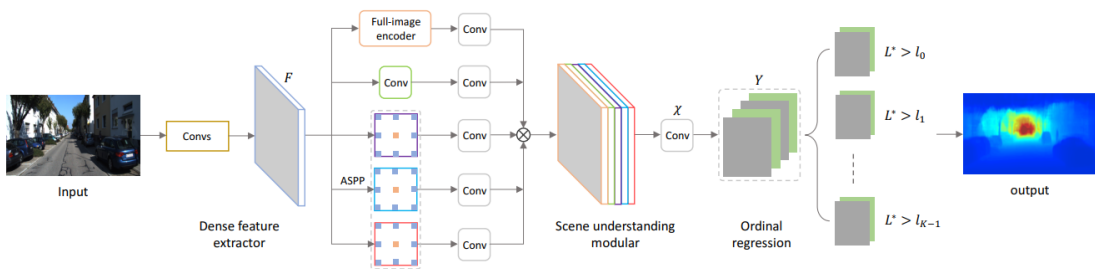 Input
Convs
F
Dense feature
extractor
Full-image
encoder
Conv
Conv
Conv
Conv
ASPP
Conv
Conv
Scene understanding
modular
χ
Conv
Y
Ordinal
regression
L* > l₀
L* > l₁
L* > l_{K−1}
output